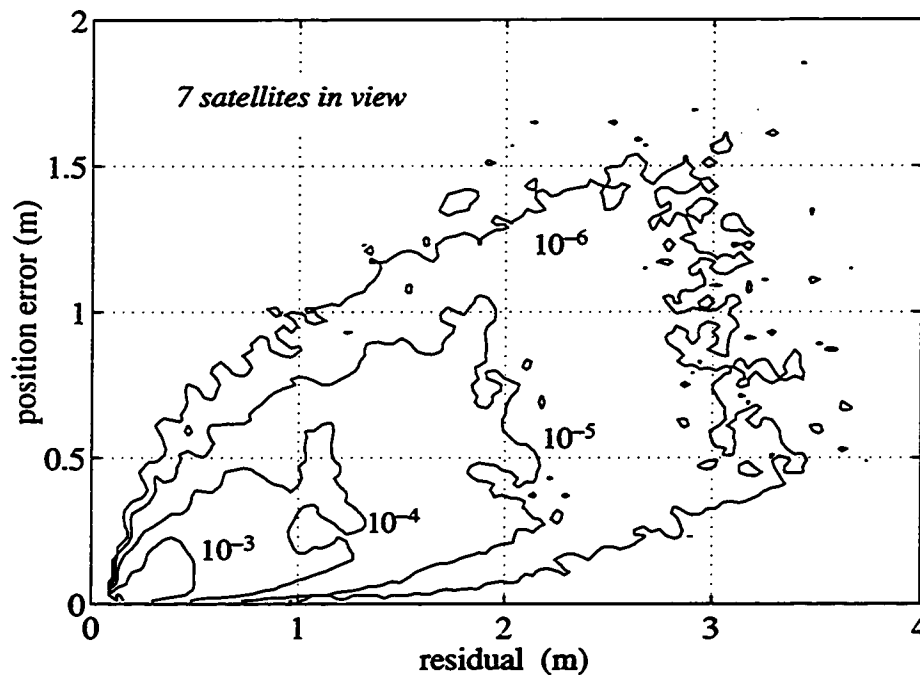 2
7 satellites in view
1.5
10⁻⁶
1
position error (m)
10⁻⁵
0.5
10⁻⁴
10⁻³
0
0 1 2 3 4
residual (m)